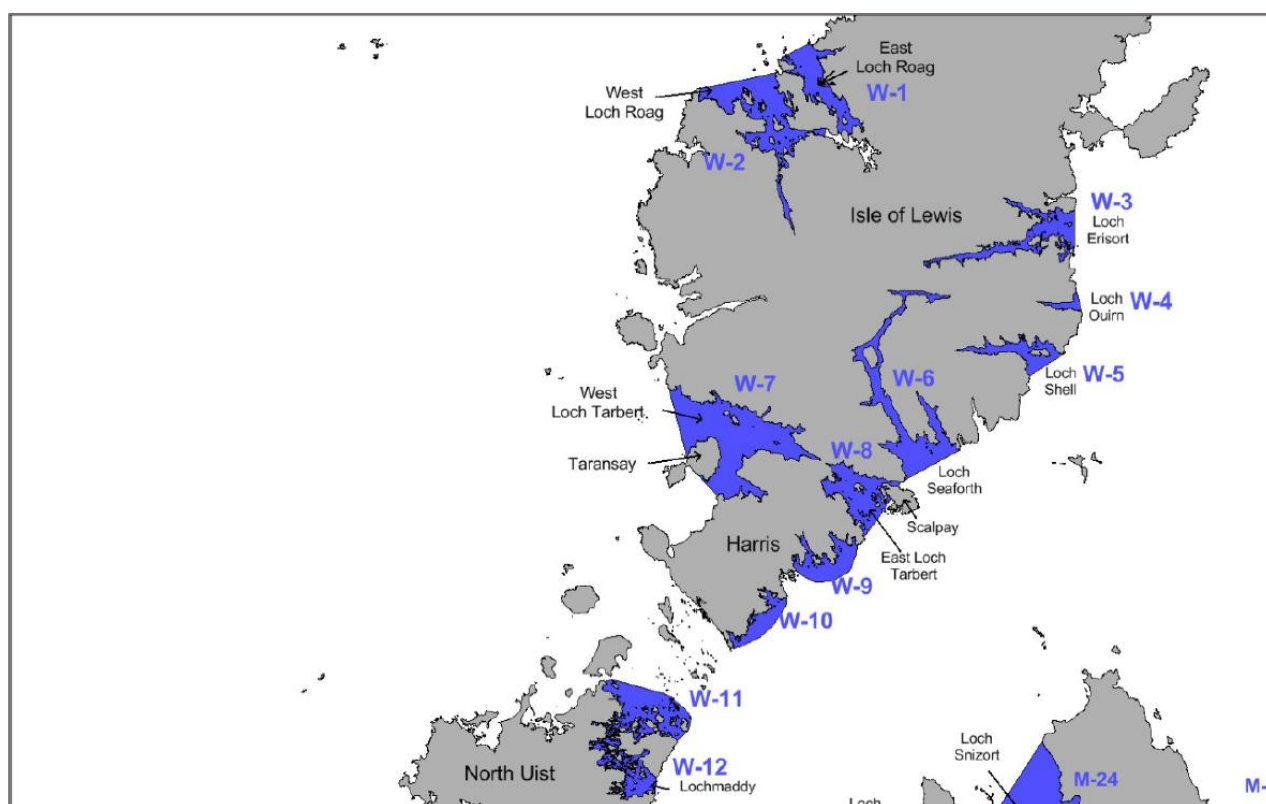 East
Loch Roag
W-1
West
Loch Roag
W-2
Isle of Lewis
W-3
Loch
Erisort
Loch
Ouirn
W-4
W-5
Loch
Shell
W-6
W-7
West
Loch Tarbert
Taransay
W-8
Loch
Seaforth
Scalpay
East Loch
Tarbert
Harris
W-9
W-10
W-11
North Uist
W-12
Lochmaddy
Loch
Snizort
M-24
M-
Loch